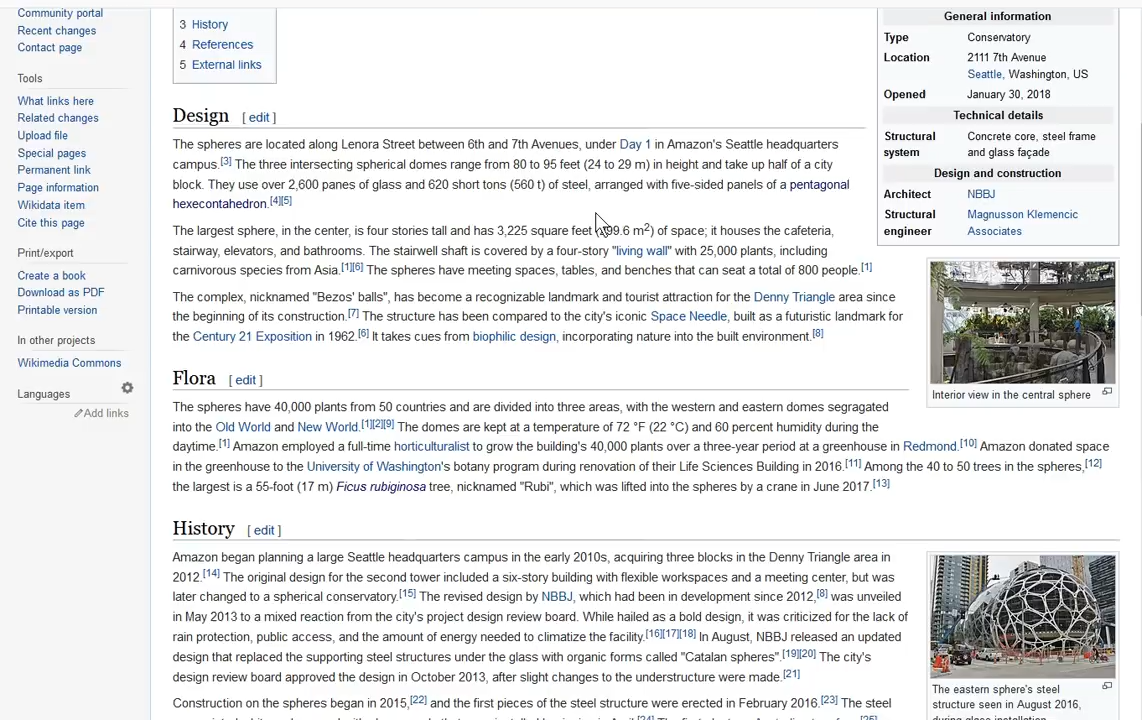 Community portal
Recent changes
Contact page
Tools
What links here
Related changes
Upload file
Special pages
Permanent link
Page information
Wikidata item
Cite this page
Print/export
Create a book
Download as PDF
Printable version
In other projects
Wikimedia Commons
Languages
Add links
3 History
4 References
5 External links
Design [ edit ]
The spheres are located along Lenora Street between 6th and 7th Avenues, under Day 1 in Amazon's Seattle headquarters
campus.[3] The three intersecting spherical domes range from 80 to 95 feet (24 to 29 m) in height and take up half of a city
block. They use over 2,600 panes of glass and 620 short tons (560 t) of steel, arranged with five-sided panels of a pentagonal
hexecontahedron.[4][5]
The largest sphere, in the center, is four stories tall and has 3,225 square feet 99.6 m2) of space; it houses the cafeteria,
stairway, elevators, and bathrooms. The stairwell shaft is covered by a four-story "living wall" with 25,000 plants, including
carnivorous species from Asia.[1][6] The spheres have meeting spaces, tables, and benches that can seat a total of 800 people.[1]
The complex, nicknamed "Bezos' balls", has become a recognizable landmark and tourist attraction for the Denny Triangle area since
the beginning of its construction.[7] The structure has been compared to the city's iconic Space Needle, built as a futuristic landmark for
the Century 21 Exposition in 1962.[6] It takes cues from biophilic design, incorporating nature into the built environment.[8]
Flora [ edit ]
The spheres have 40,000 plants from 50 countries and are divided into three areas, with the western and eastern domes segregated
into the Old World and New World.[1][2][9] The domes are kept at a temperature of 72 °F (22 °C) and 60 percent humidity during the
daytime.[1] Amazon employed a full-time horticulturalist to grow the building's 40,000 plants over a three-year period at a greenhouse in Redmond.[10] Amazon donated space
in the greenhouse to the University of Washington's botany program during renovation of their Life Sciences Building in 2016.[11] Among the 40 to 50 trees in the spheres,[12]
the largest is a 55-foot (17 m) Ficus rubiginosa tree, nicknamed "Rubi", which was lifted into the spheres by a crane in June 2017.[13]
History [ edit ]
Amazon began planning a large Seattle headquarters campus in the early 2010s, acquiring three blocks in the Denny Triangle area in
2012.[14] The original design for the second tower included a six-story building with flexible workspaces and a meeting center, but was
later changed to a spherical conservatory.[15] The revised design by NBBJ, which had been in development since 2012,[8] was unveiled
in May 2013 to a mixed reaction from the city's project design review board. While hailed as a bold design, it was criticized for the lack of
rain protection, public access, and the amount of energy needed to climatize the facility.[16][17][18] In August, NBBJ released an updated
design that replaced the supporting steel structures under the glass with organic forms called "Catalan spheres".[19][20] The city's
design review board approved the design in October 2013, after slight changes to the understructure were made.[21]
Construction on the spheres began in 2015,[22] and the first pieces of the steel structure were erected in February 2016.[23] The steel
General information
Type Conservatory
Location 2111 7th Avenue
Seattle, Washington, US
Opened January 30, 2018
Technical details
Structural system Concrete core, steel frame
and glass façade
Design and construction
Architect NBBJ
Structural engineer Magnusson Klemencic
Associates
Interior view in the central sphere
The eastern sphere's steel
structure seen in August 2016,
during glass installation